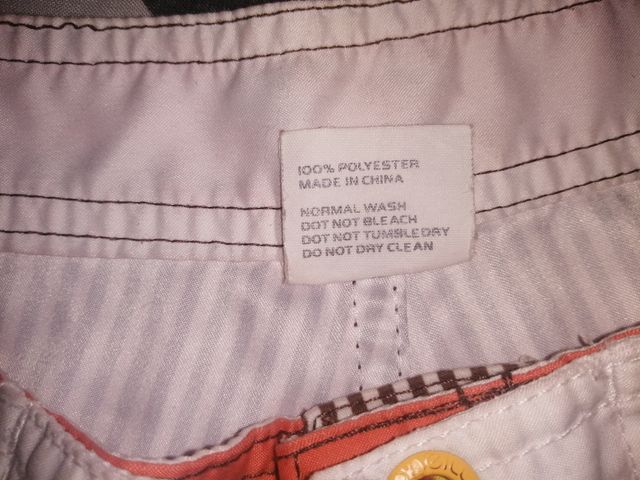 100% POLYESTER
MADE IN CHINA
NORMAL WASH
DOT NOT BLEACH
DOT NOT TUMBLE DRY
DO NOT DRY CLEAN